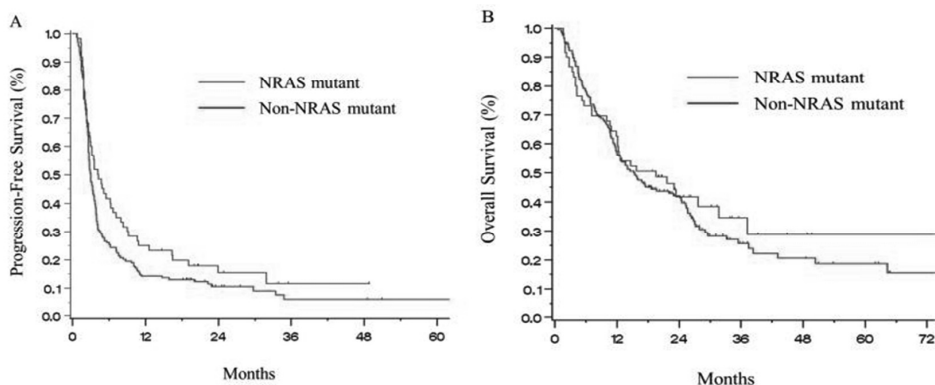 A
Progression-Free Survival (%)
1.0
0.9
0.8
0.7
0.6
0.5
0.4
0.3
0.2
0.1
0.0
NRAS mutant
Non-NRAS mutant
0 12 24 36 48 60
Months
B
Overall Survival (%)
1.0
0.9
0.8
0.7
0.6
0.5
0.4
0.3
0.2
0.1
0.0
NRAS mutant
Non-NRAS mutant
0 12 24 36 48 60 72
Months